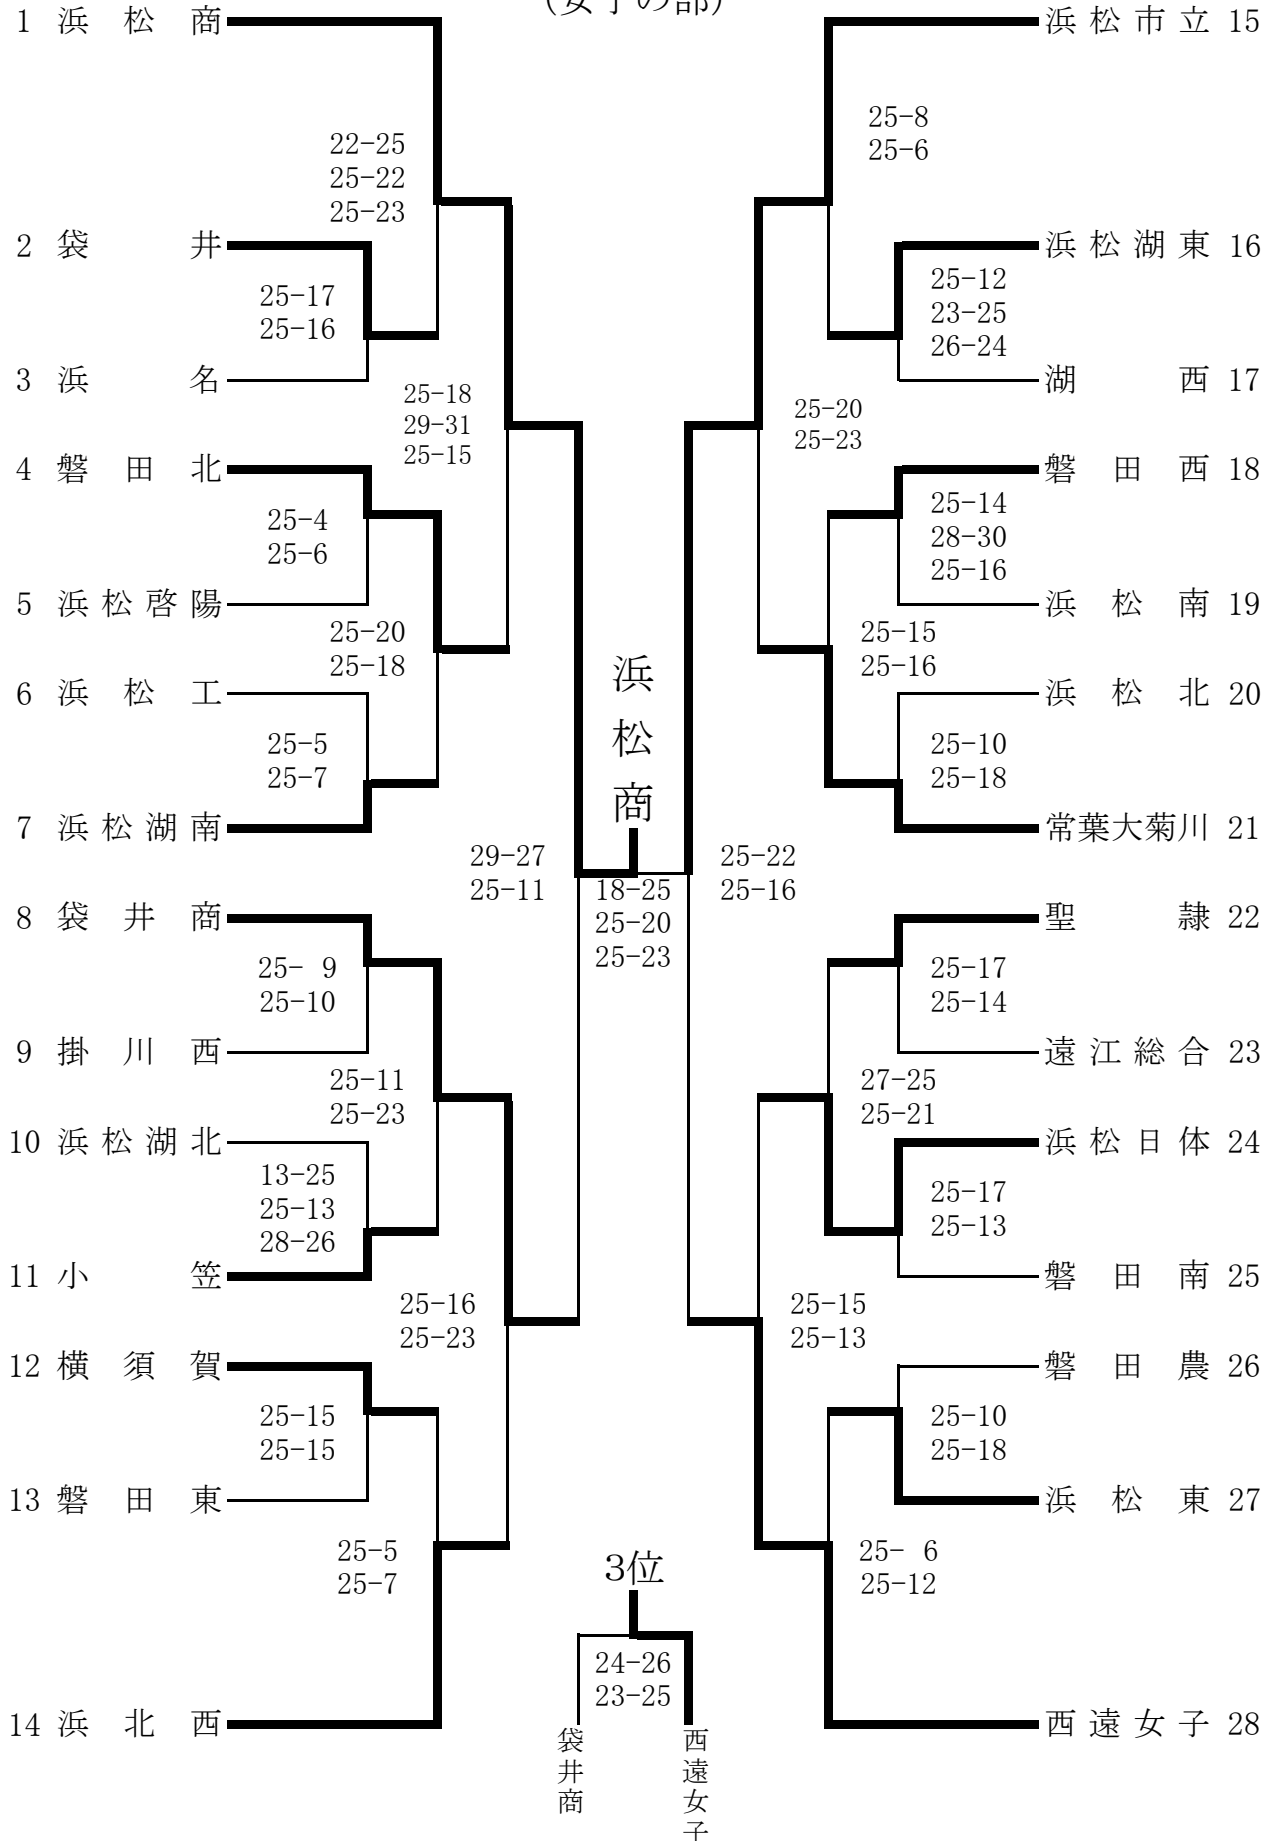 (女子の部)
1 浜松商
22-25
25-22
25-23
2 袋井
25-17
25-16
3 浜名
25-18
29-31
25-15
4 磐田北
25-4
25-6
5 浜松啓陽
25-20
25-18
6 浜松工
25-5
25-7
7 浜松湖南
29-27
25-11
8 袋井商
25- 9
25-10
9 掛川西
25-11
25-23
10 浜松湖北
13-25
25-13
28-26
11 小笠
25-16
25-23
12 横須賀
25-15
25-15
13 磐田東
25-5
25-7
14 浜北西
浜松商
18-25
25-20
25-23
3位
24-26
23-25
袋井商
西遠女子
浜松市立 15
25-8
25-6
浜松湖東 16
25-12
23-25
26-24
湖西 17
25-20
25-23
磐田西 18
25-14
28-30
25-16
浜松南 19
25-15
25-16
浜松北 20
25-10
25-18
常葉大菊川 21
25-22
25-16
聖隷 22
25-17
25-14
遠江総合 23
27-25
25-21
浜松日体 24
25-17
25-13
磐田南 25
25-15
25-13
磐田農 26
25-10
25-18
浜松東 27
25- 6
25-12
西遠女子 28